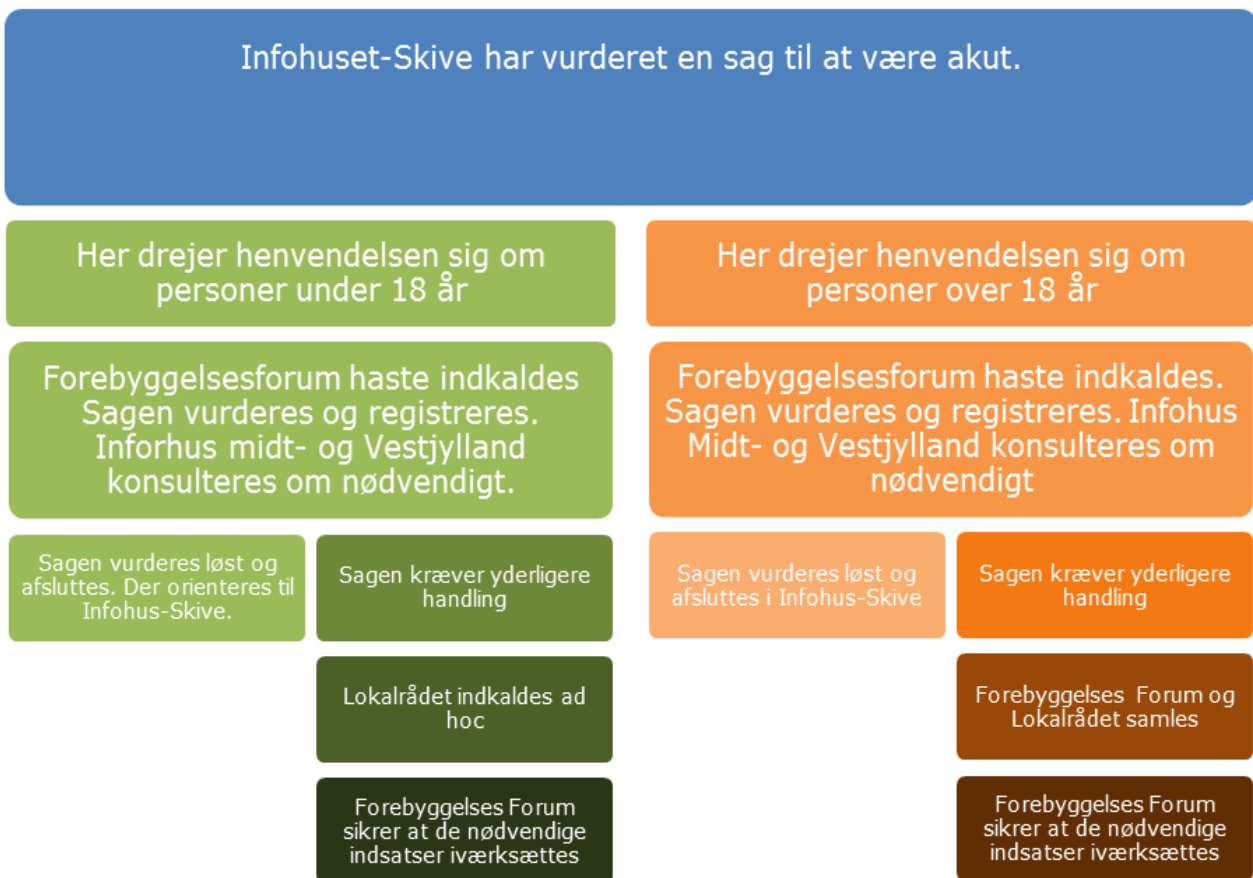 Infohuset-Skive har vurderet en sag til at være akut.
Her drejer henvendelsen sig om
personer under 18 år
Her drejer henvendelsen sig om
personer over 18 år
Forebyggelsesforum haste indkaldes
Sagen vurderes og registreres.
Inforhus midt- og Vestjylland
konsulteres om nødvendigt.
Forebyggelsesforum haste indkaldes.
Sagen vurderes og registreres. Infohus
Midt- og Vestjylland konsulteres om
nødvendigt
Sagen vurderes løst og
afsluttes. Der orienteres til
Infohus-Skive.
Sagen kræver yderligere
handling
Sagen vurderes løst og
afsluttes i Infohus-Skive
Sagen kræver yderligere
handling
Lokalrådet indkaldes ad
hoc
Forebyggelses Forum og
Lokalrådet samles
Forebyggelses Forum
sikrer at de nødvendige
indsatser iværksættes
Forebyggelses Forum
sikrer at de nødvendige
indsatser iværksættes